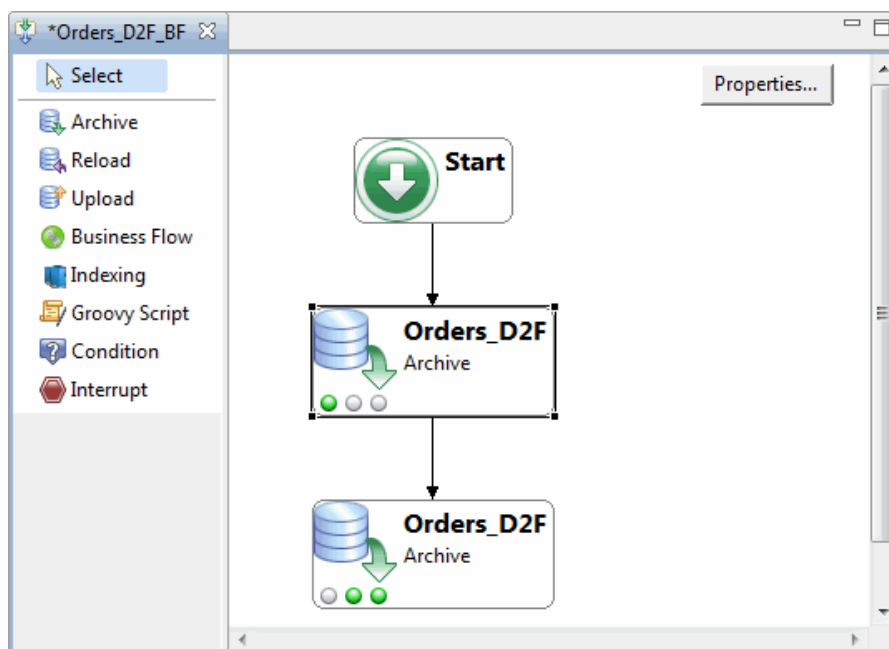 *Orders_D2F_BF
Select
Archive
Reload
Upload
Business Flow
Indexing
Groovy Script
Condition
Interrupt
Properties...
Start
Orders_D2F
Archive
Orders_D2F
Archive